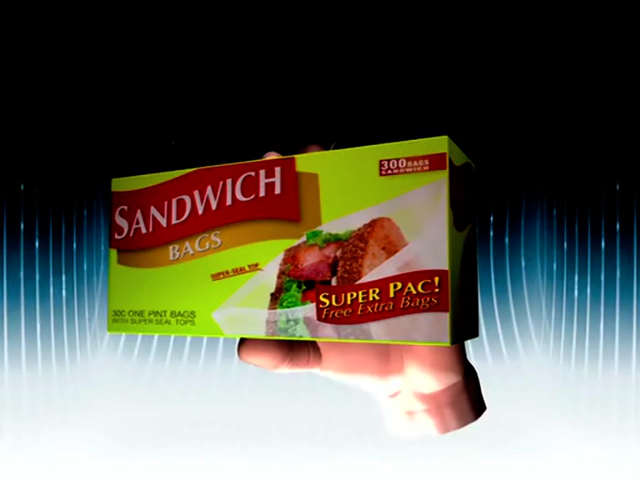 SANDWICH
BAGS
300 BAGS
SANDWICH
SUPER-SEAL TOP
SUPER PAC!
Free Extra Bags
300 ONE PINT BAGS
WITH SUPER SEAL TOPS